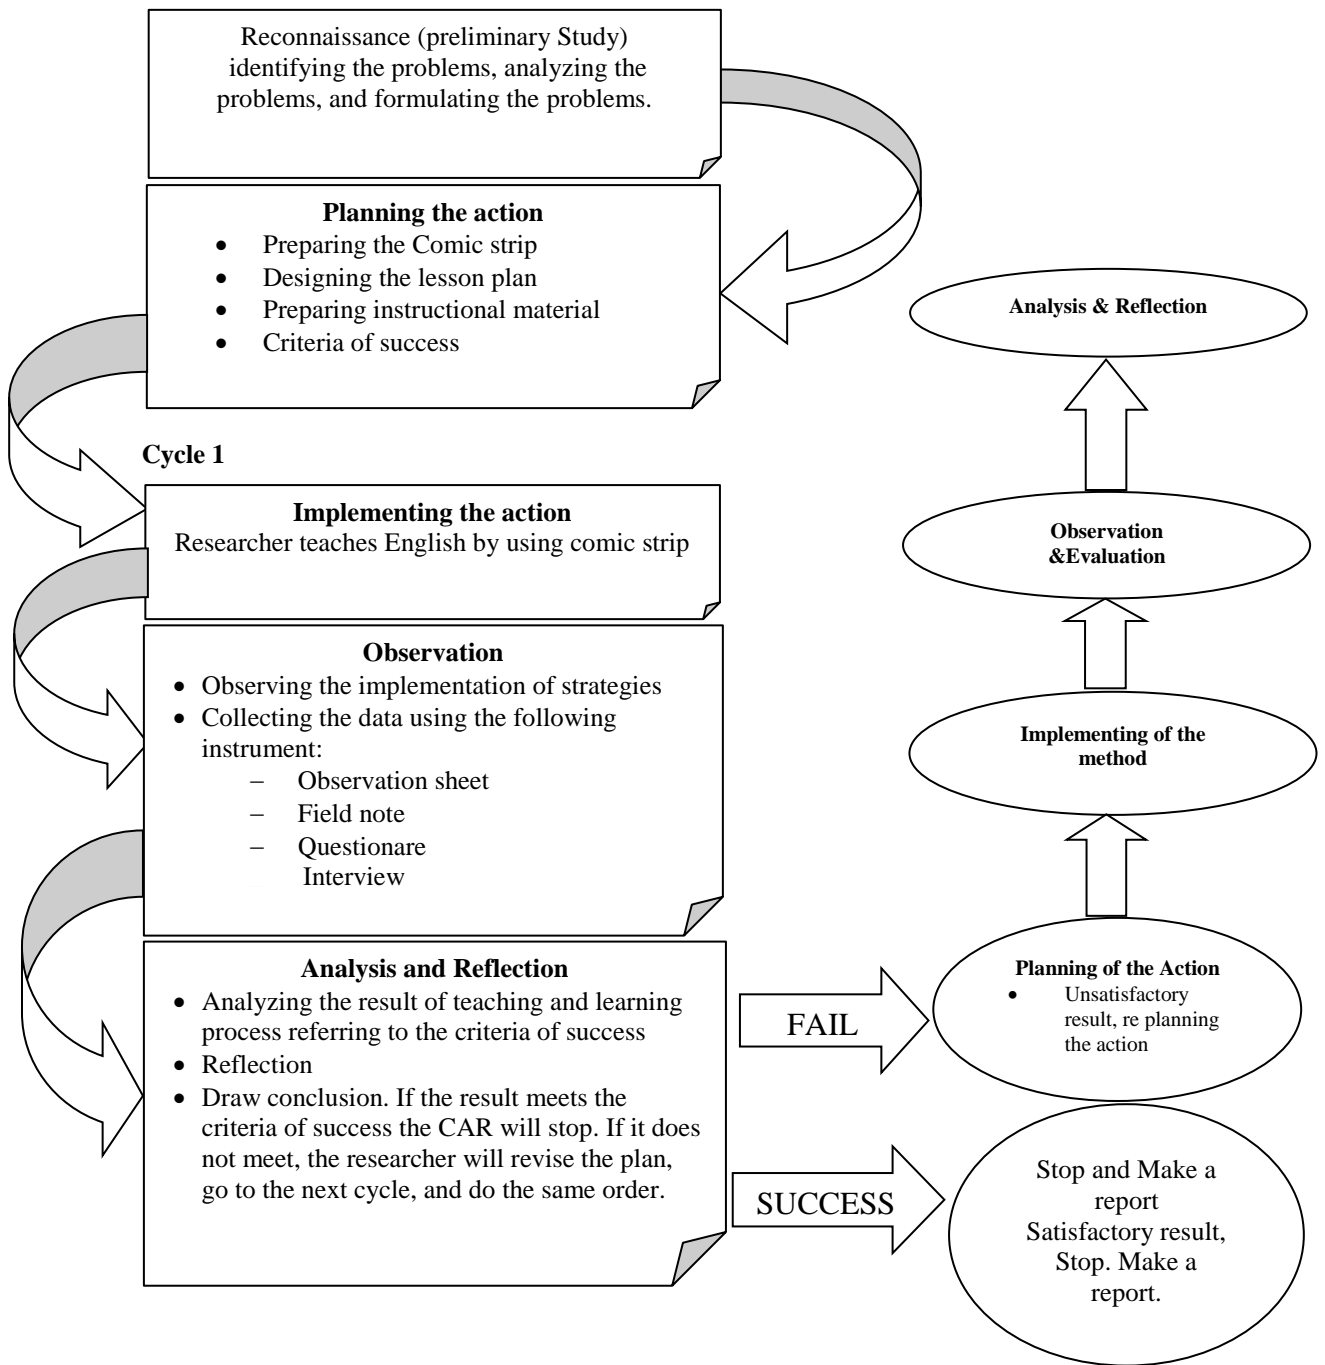 Reconnaissance (preliminary Study)
identifying the problems, analyzing the
problems, and formulating the problems.
Planning the action
• Preparing the Comic strip
• Designing the lesson plan
• Preparing instructional material
• Criteria of success
Cycle 1
Implementing the action
Researcher teaches English by using comic strip
Observation
• Observing the implementation of strategies
• Collecting the data using the following
instrument:
– Observation sheet
– Field note
– Questionare
Interview
Analysis and Reflection
• Analyzing the result of teaching and learning
process referring to the criteria of success
• Reflection
• Draw conclusion. If the result meets the
criteria of success the CAR will stop. If it does
not meet, the researcher will revise the plan,
go to the next cycle, and do the same order.
FAIL
SUCCESS
Analysis & Reflection
Observation
&Evaluation
Implementing of the
method
Planning of the Action
• Unsatisfactory
result, re planning
the action
Stop and Make a
report
Satisfactory result,
Stop. Make a
report.